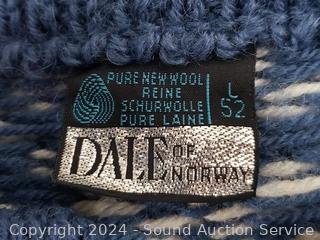 PURE NEW WOOL
REINE
SCHURWOLLE
PURE LAINE
L
52
DALE OF
NORWAY
Copyright 2024 - Sound Auction Service